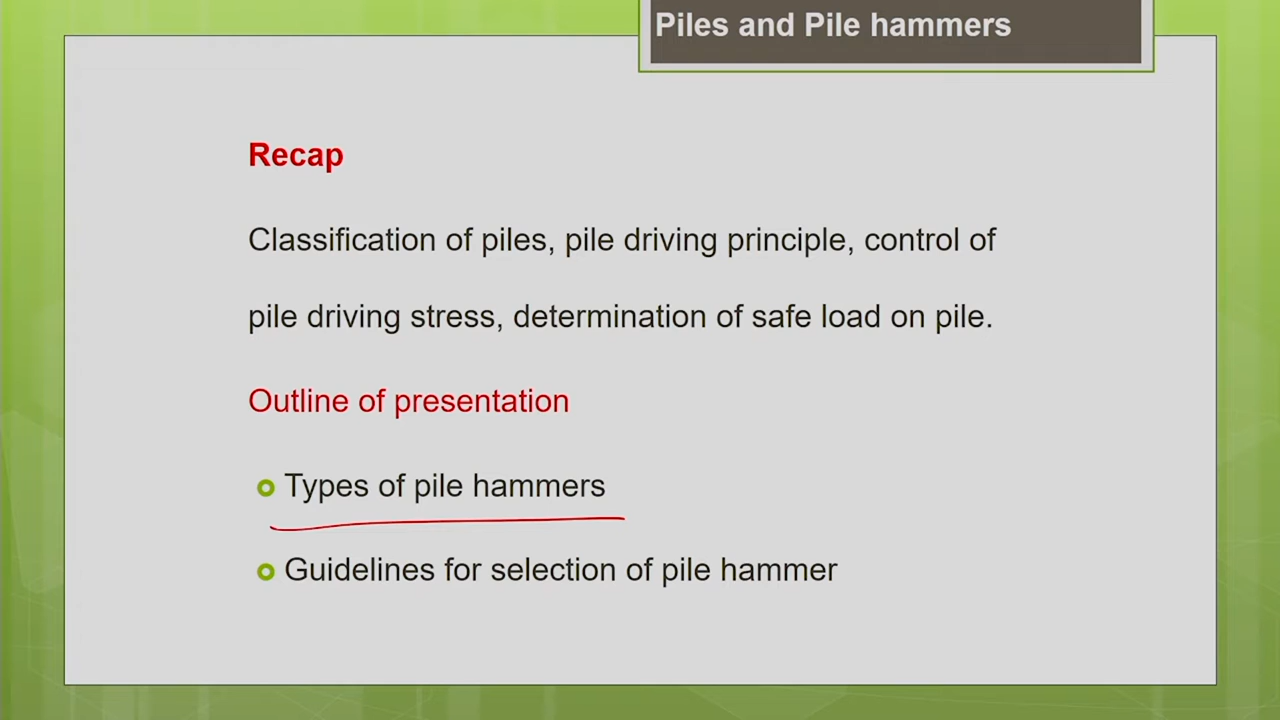 Piles and Pile hammers
Recap
Classification of piles, pile driving principle, control of
pile driving stress, determination of safe load on pile.
Outline of presentation
Types of pile hammers
Guidelines for selection of pile hammer